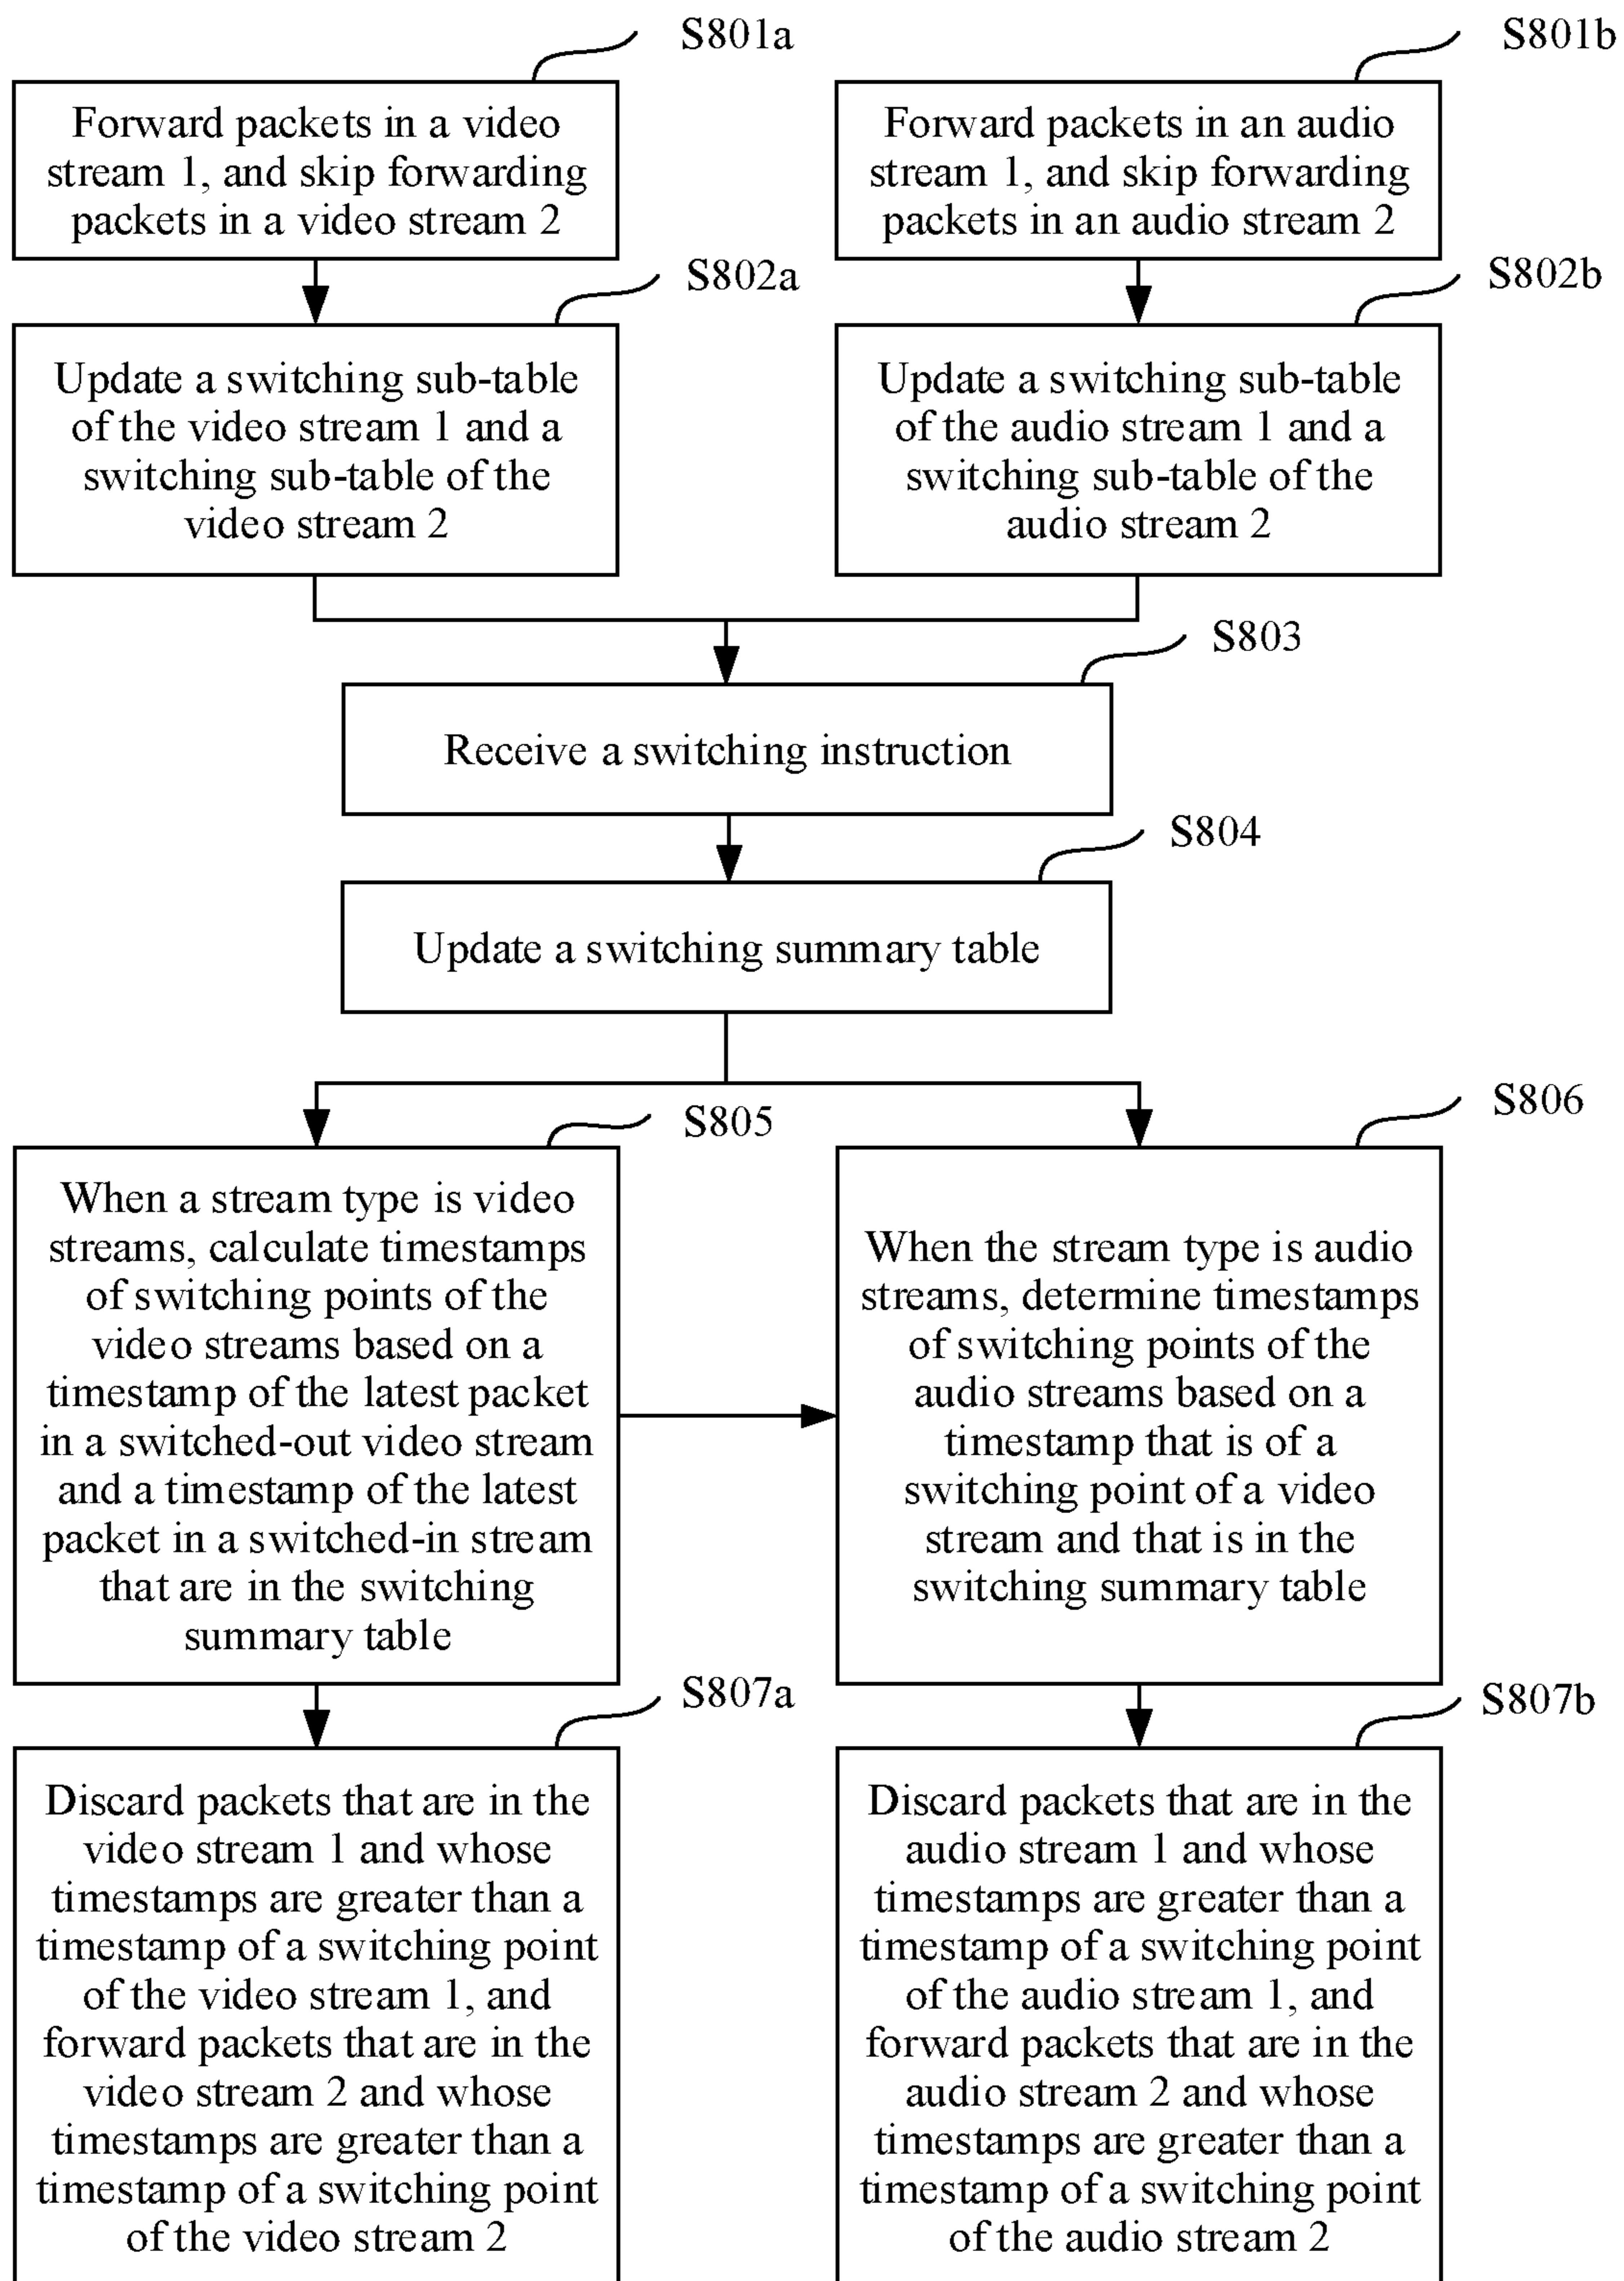 S801a
Forward packets in a video
stream 1, and skip forwarding
packets in a video stream 2
S801b
Forward packets in an audio
stream 1, and skip forwarding
packets in an audio stream 2
S802a
Update a switching sub-table
of the video stream 1 and a
switching sub-table of the
video stream 2
S802b
Update a switching sub-table
of the audio stream 1 and a
switching sub-table of the
audio stream 2
S803
Receive a switching instruction
S804
Update a switching summary table
S805
When a stream type is video
streams, calculate timestamps
of switching points of the
video streams based on a
timestamp of the latest packet
in a switched-out video stream
and a timestamp of the latest
packet in a switched-in stream
that are in the switching
summary table
S806
When the stream type is audio
streams, determine timestamps
of switching points of the
audio streams based on a
timestamp that is of a
switching point of a video
stream and that is in the
switching summary table
S807a
Discard packets that are in the
video stream 1 and whose
timestamps are greater than a
timestamp of a switching point
of the video stream 1, and
forward packets that are in the
video stream 2 and whose
timestamps are greater than a
timestamp of a switching point
of the video stream 2
S807b
Discard packets that are in the
audio stream 1 and whose
timestamps are greater than a
timestamp of a switching point
of the audio stream 1, and
forward packets that are in the
audio stream 2 and whose
timestamps are greater than a
timestamp of a switching point
of the audio stream 2